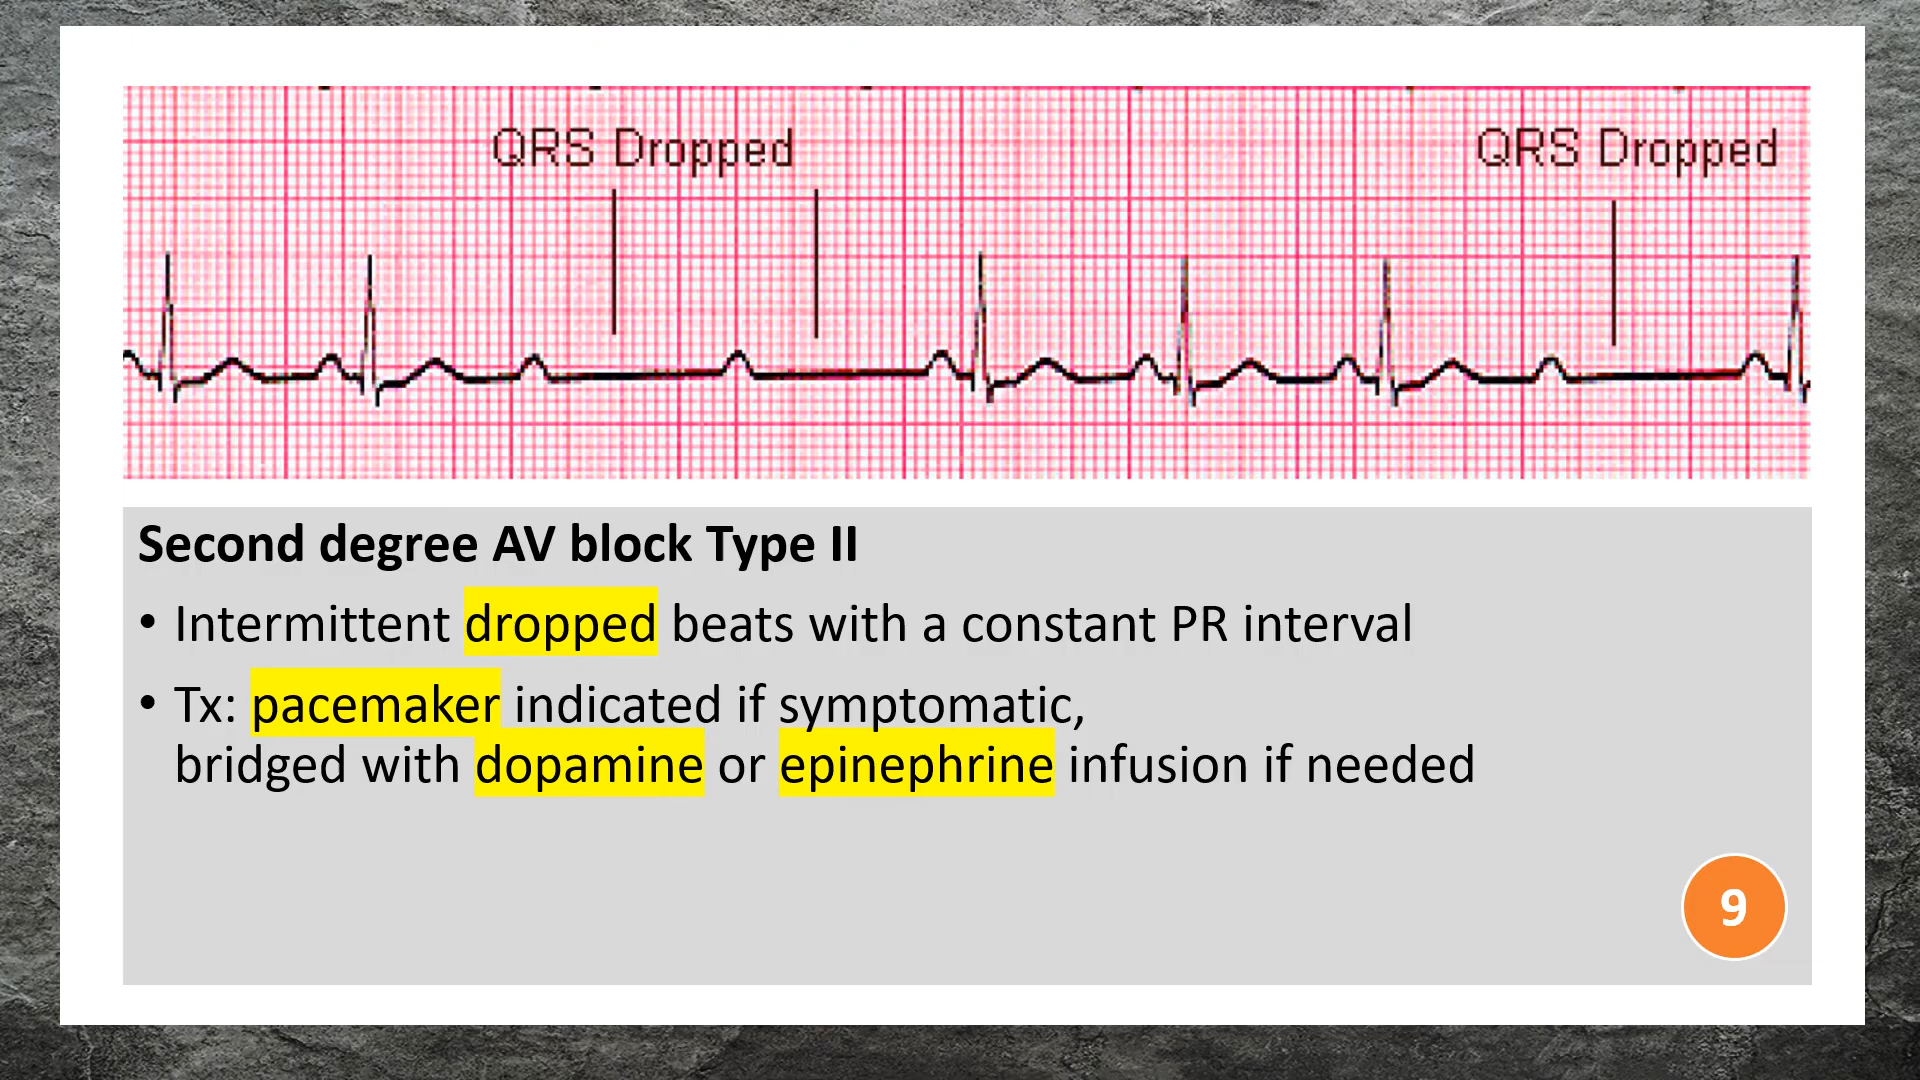 QRS Dropped
QRS Dropped
Second degree AV block Type II
• Intermittent dropped beats with a constant PR interval
• Tx: pacemaker indicated if symptomatic,
bridged with dopamine or epinephrine infusion if needed
9